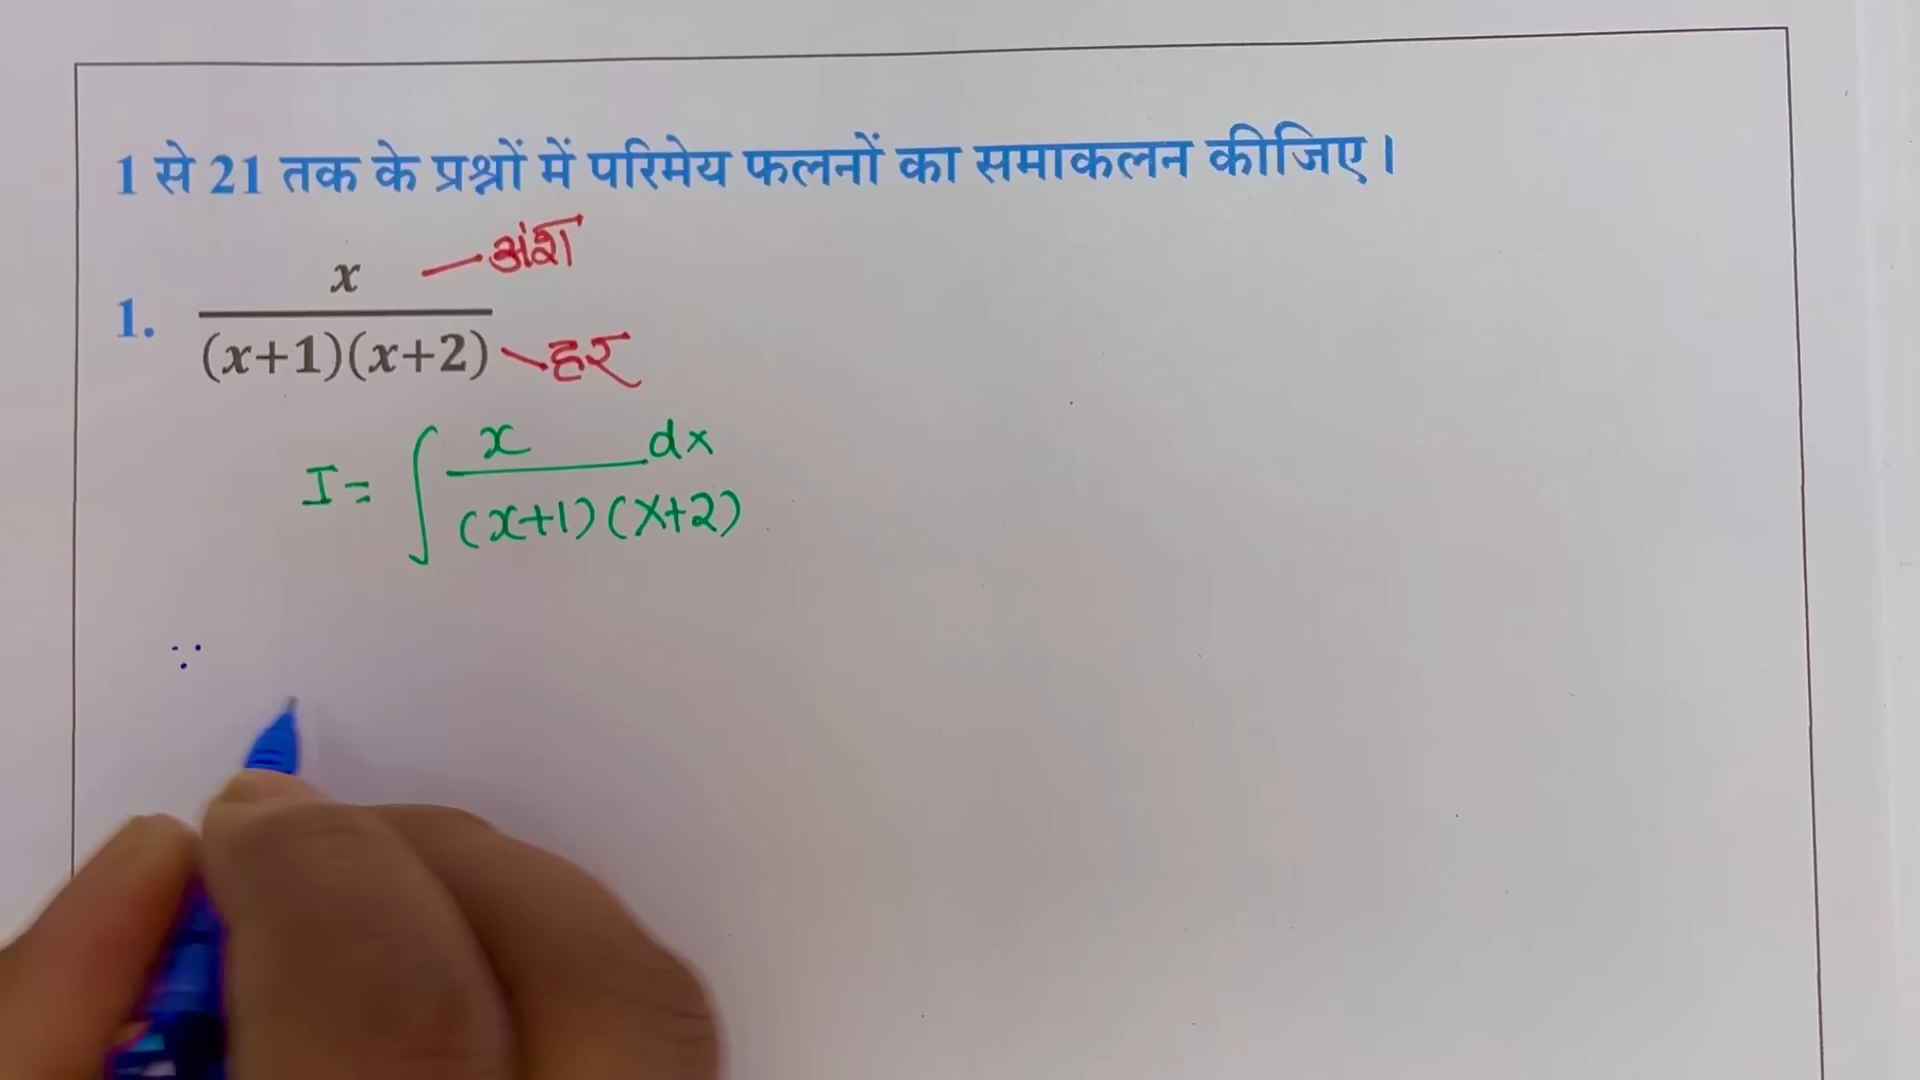 1 से 21 तक के प्रश्नों में परिमेय फलनों का समाकलन कीजिए।
x — अंश
1.
(x+1)(x+2) — हर
x dx
I = ∫
(x+1)(x+2)
∵